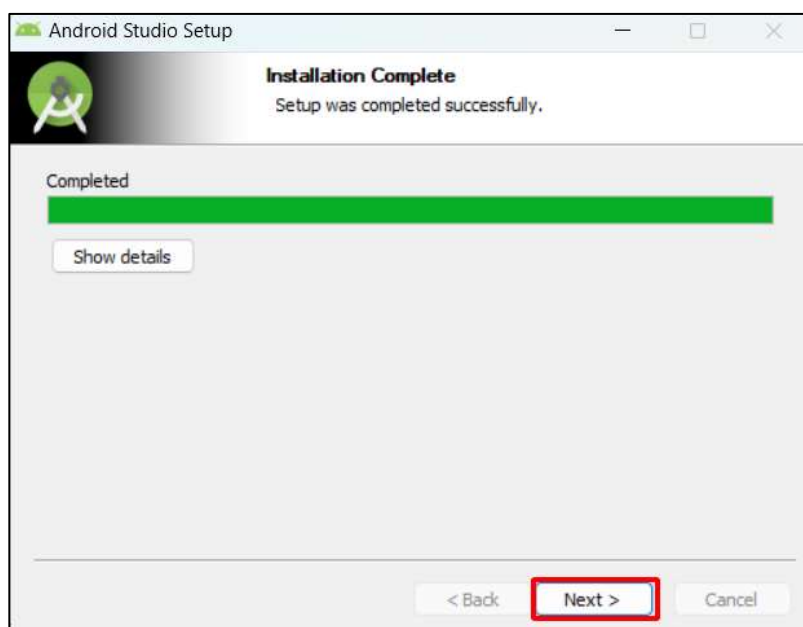 Android Studio Setup
Installation Complete
Setup was completed successfully.
Completed
Show details
< Back Next > Cancel